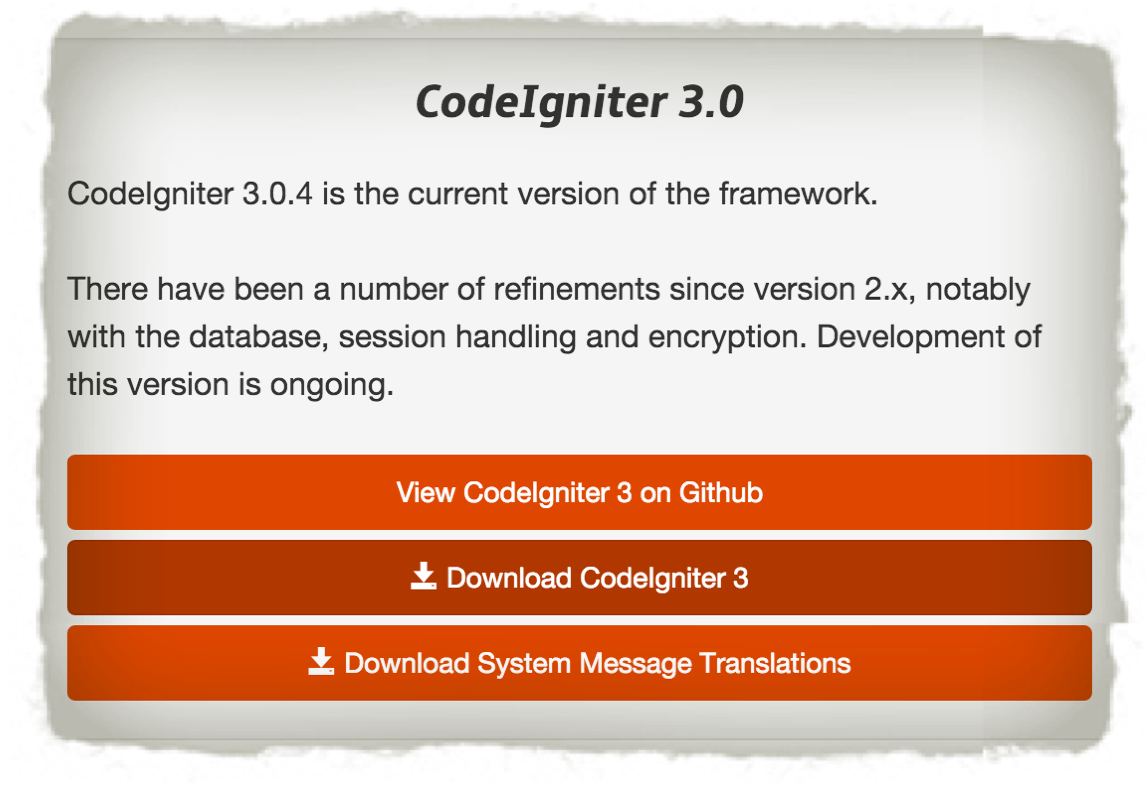 CodeIgniter 3.0
CodeIgniter 3.0.4 is the current version of the framework.
There have been a number of refinements since version 2.x, notably
with the database, session handling and encryption. Development of
this version is ongoing.
View CodeIgniter 3 on Github
Download CodeIgniter 3
Download System Message Translations